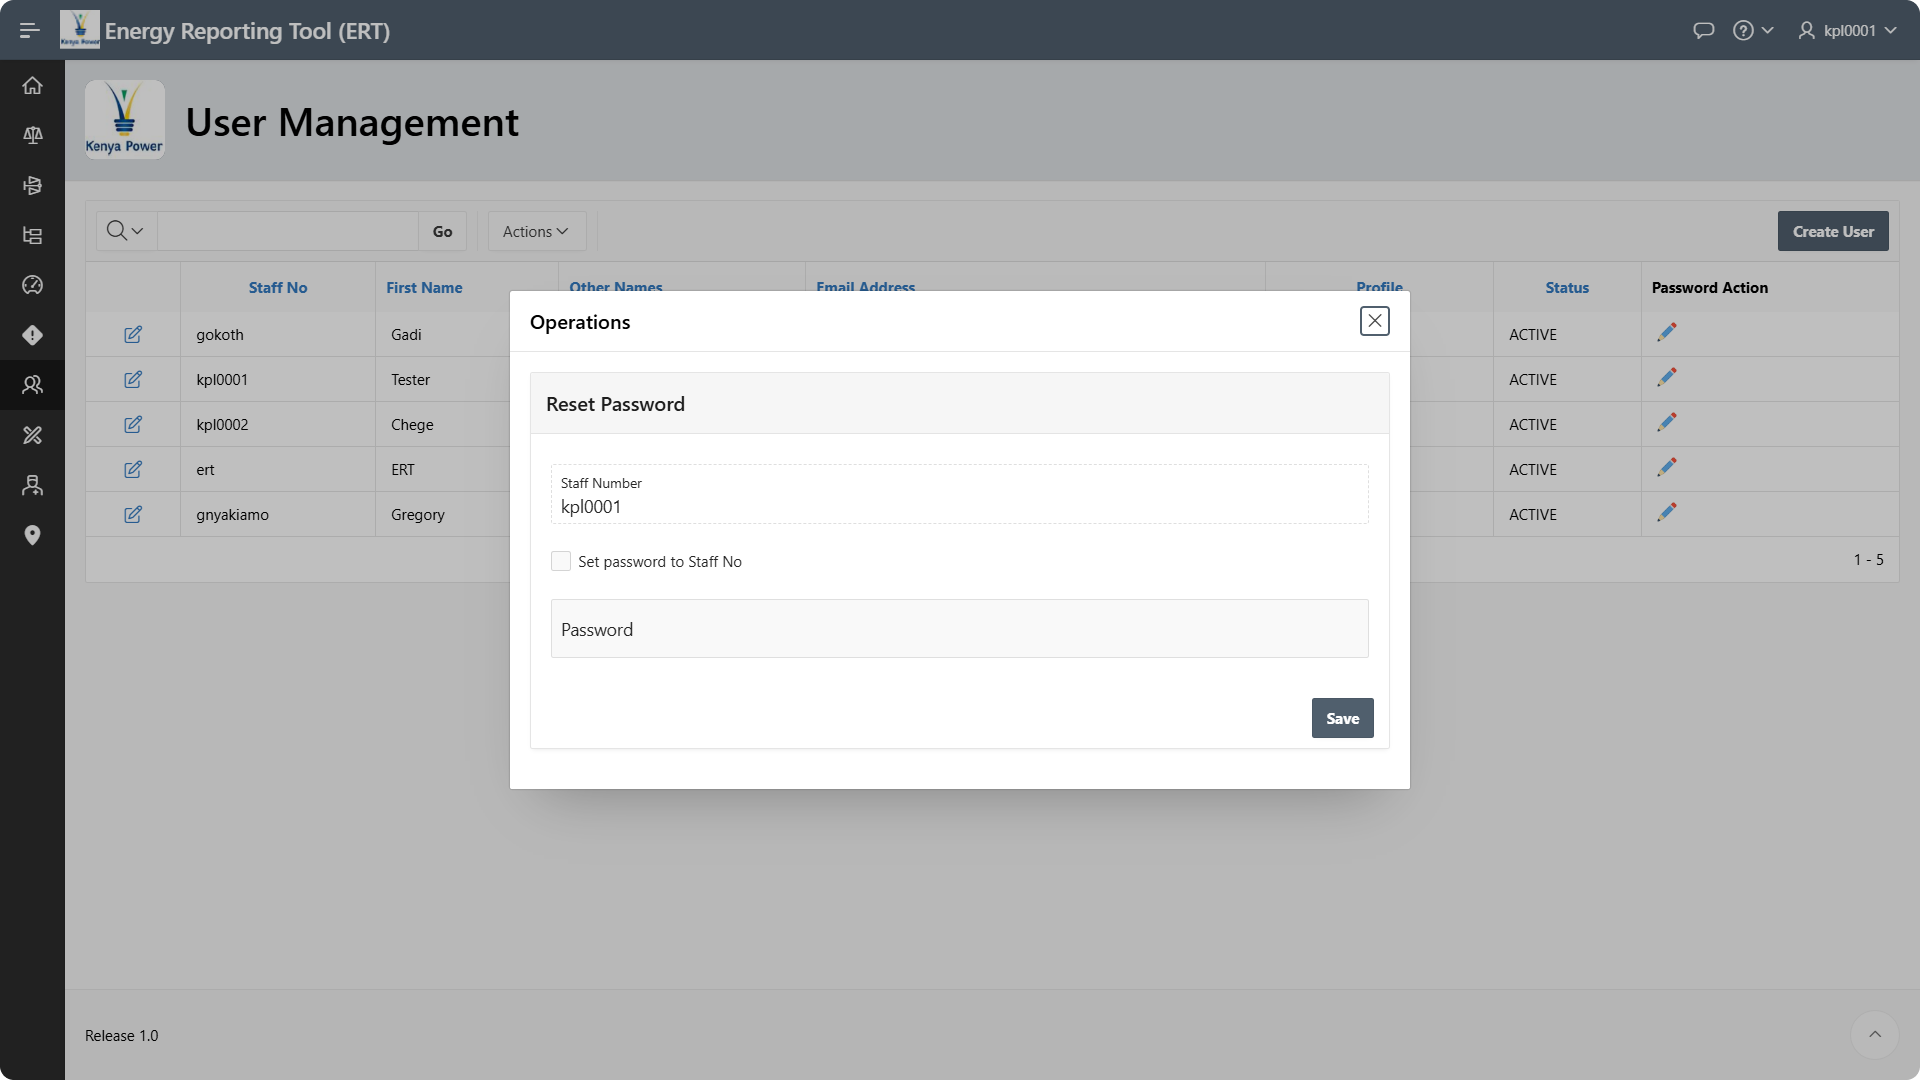 Kenya Power
Energy Reporting Tool (ERT)
kpl0001
Kenya Power
User Management
Go
Actions
Create User
Staff No
First Name
Other Names
Email Address
Profile
Status
Password Action
gokoth
Gadi
ACTIVE
kpl0001
Tester
ACTIVE
kpl0002
Chege
ACTIVE
ert
ERT
ACTIVE
gnyakiamo
Gregory
ACTIVE
1 - 5
Operations
Reset Password
Staff Number
kpl0001
Set password to Staff No
Password
Save
Release 1.0